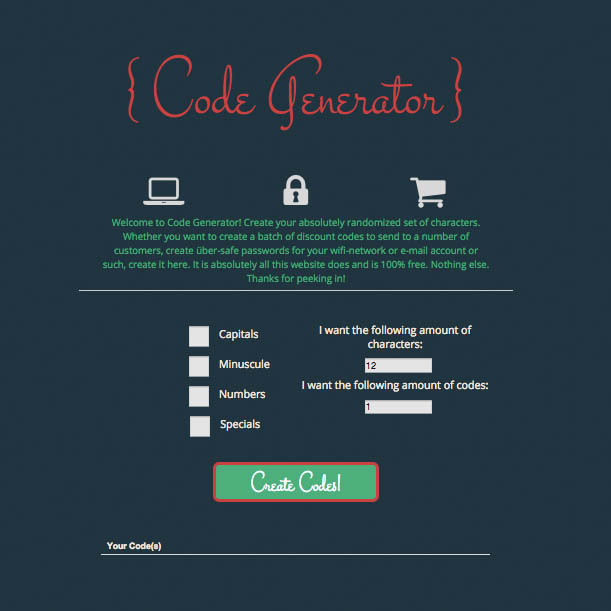 { Code Generator }
Welcome to Code Generator! Create your absolutely randomized set of characters.
Whether you want to create a batch of discount codes to send to a number of
customers, create über-safe passwords for your wifi-network or e-mail account or
such, create it here. It is absolutely all this website does and is 100% free. Nothing else.
Thanks for peeking in!
Capitals
Minuscule
Numbers
Specials
I want the following amount of
characters:
12
I want the following amount of codes:
1
Create Codes!
Your Code(s)